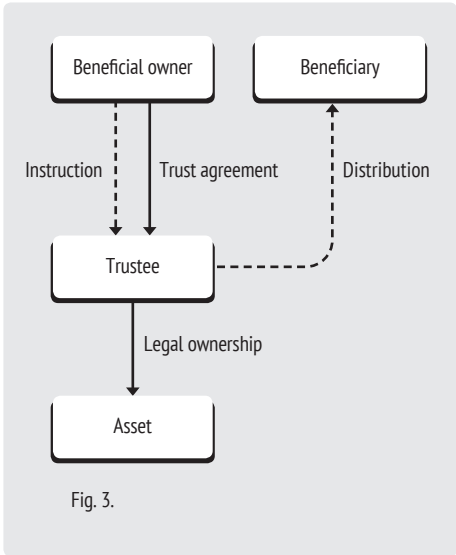 Beneficial owner
Beneficiary
Instruction
Trust agreement
Distribution
Trustee
Legal ownership
Asset
Fig. 3.